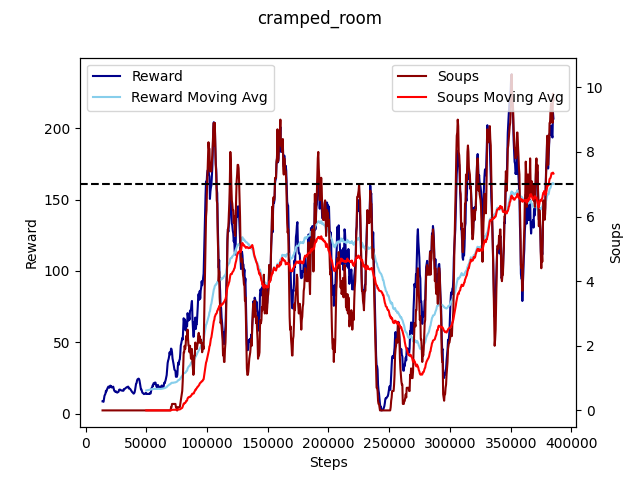 cramped_room
Reward
Reward Moving Avg
Soups
Soups Moving Avg
200
150
100
50
0
Reward
10
8
6
4
2
0
Soups
0 50000 100000 150000 200000 250000 300000 350000 400000
Steps